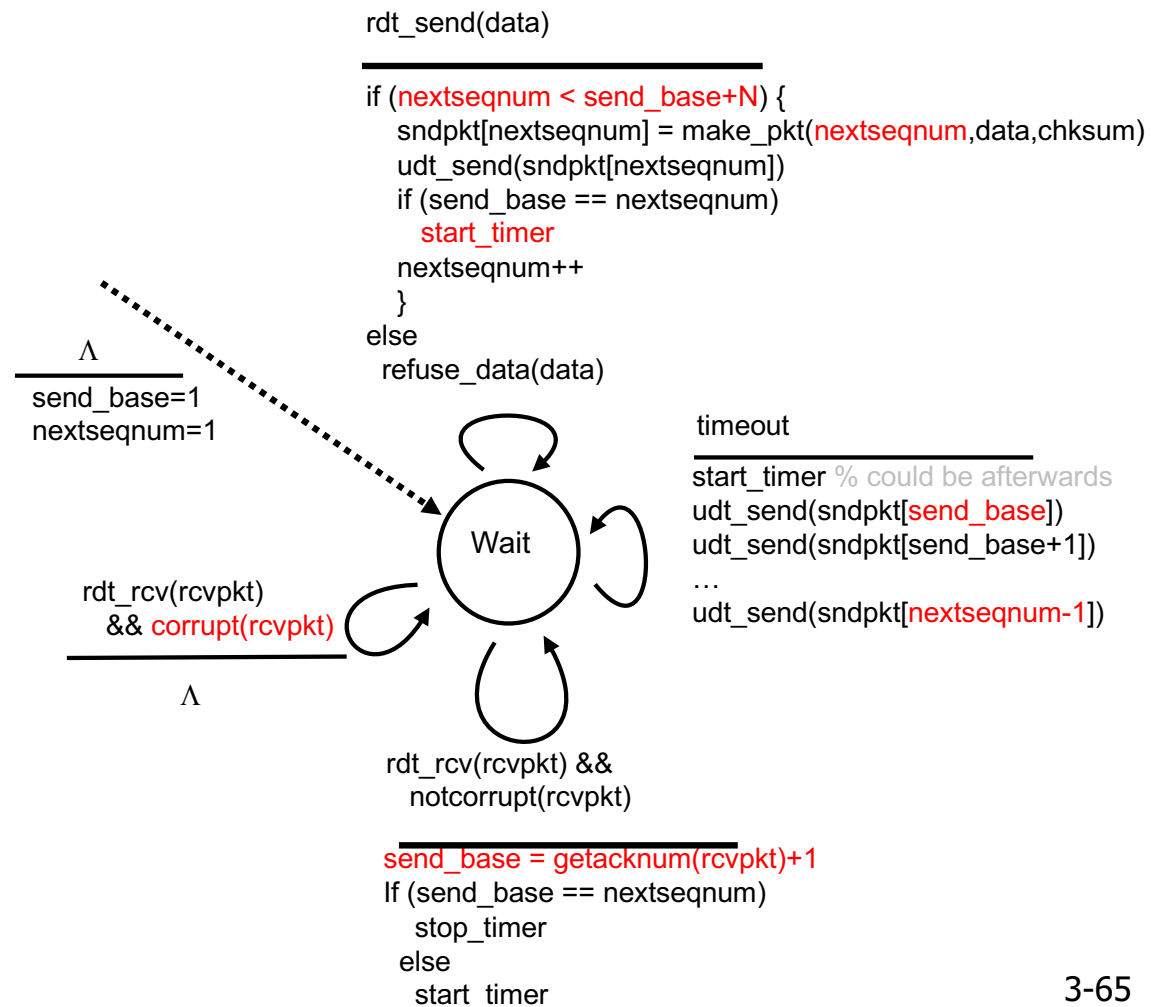 rdt_send(data)
if (nextseqnum < send_base+N) {
sndpkt[nextseqnum] = make_pkt(nextseqnum,data,chksum)
udt_send(sndpkt[nextseqnum])
if (send_base == nextseqnum)
start_timer
nextseqnum++
}
else
refuse_data(data)
Λ
send_base=1
nextseqnum=1
timeout
start_timer % could be afterwards
udt_send(sndpkt[send_base])
udt_send(sndpkt[send_base+1])
…
udt_send(sndpkt[nextseqnum-1])
Wait
rdt_rcv(rcvpkt)
&& corrupt(rcvpkt)
Λ
rdt_rcv(rcvpkt) &&
notcorrupt(rcvpkt)
send_base = getacknum(rcvpkt)+1
If (send_base == nextseqnum)
stop_timer
else
start_timer
3-65